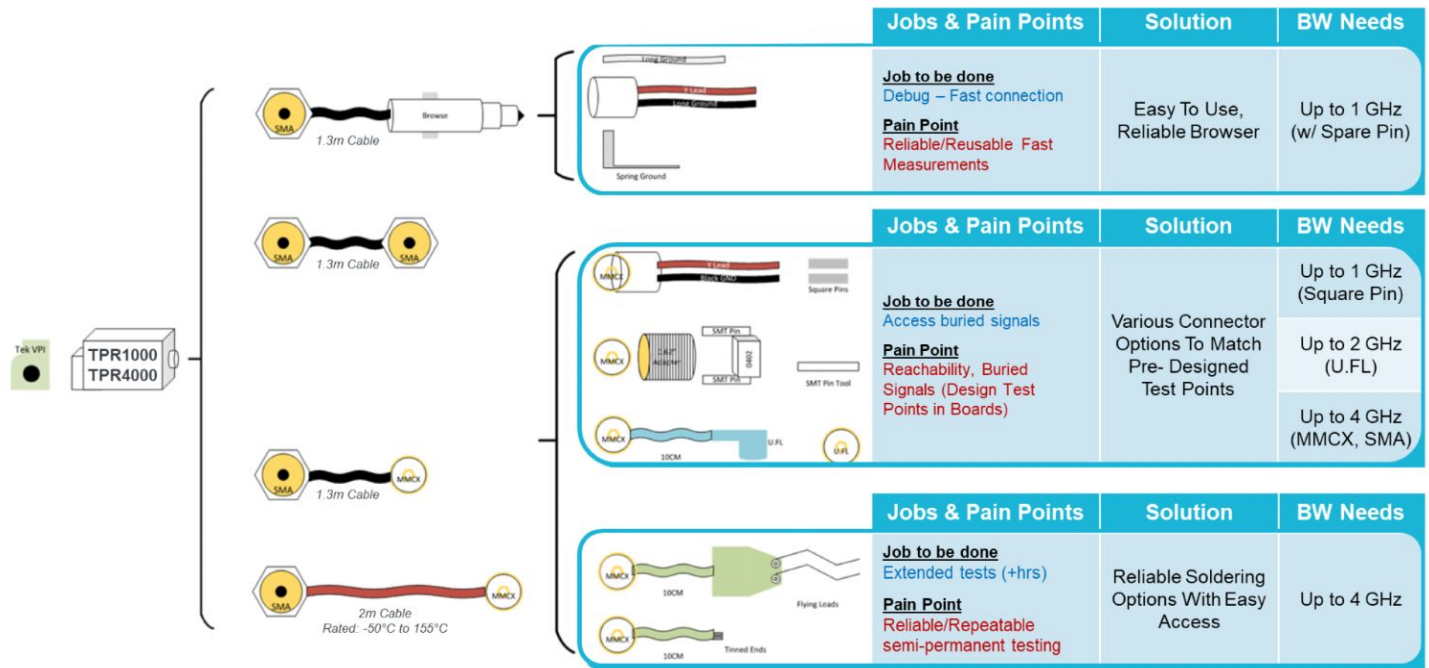 Tek VPI
TPR1000
TPR4000
SMA
1.3m Cable
Browse
SMA
1.3m Cable
SMA
SMA
1.3m Cable
MMCX
SMA
2m Cable
Rated: -50°C to 155°C
MMCX
Jobs & Pain Points
Solution
BW Needs
Long Ground
Y Lead
Long Ground
Spring Ground
Job to be done
Debug – Fast connection
Pain Point
Reliable/Reusable Fast
Measurements
Easy To Use,
Reliable Browser
Up to 1 GHz
(w/ Spare Pin)
Jobs & Pain Points
Solution
BW Needs
MMCX
Y Lead
Black GND
Square Pins
MMCX
Adapter
SMT Pin
0402
SMT Pin
SMT Pin Tool
MMCX
10CM
U.FL
U.FL
Job to be done
Access buried signals
Pain Point
Reachability, Buried
Signals (Design Test
Points in Boards)
Various Connector
Options To Match
Pre- Designed
Test Points
Up to 1 GHz
(Square Pin)
Up to 2 GHz
(U.FL)
Up to 4 GHz
(MMCX, SMA)
Jobs & Pain Points
Solution
BW Needs
MMCX
10CM
Flying Leads
MMCX
10CM
Tinned Ends
Job to be done
Extended tests (+hrs)
Pain Point
Reliable/Repeatable
semi-permanent testing
Reliable Soldering
Options With Easy
Access
Up to 4 GHz